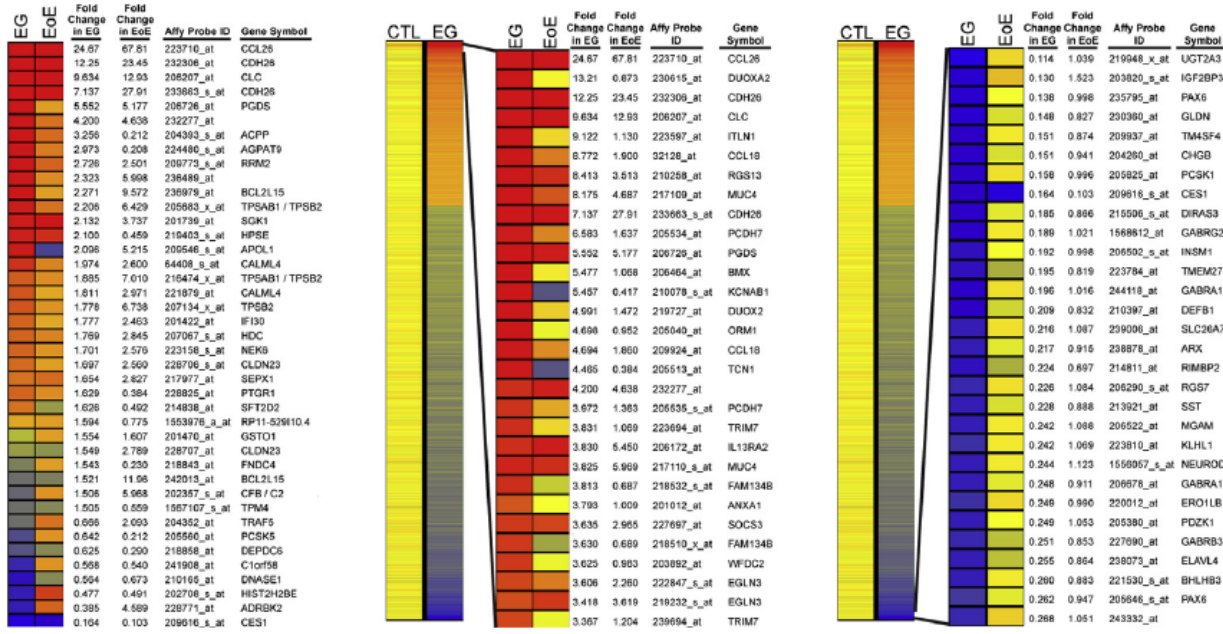 EG EoE Fold Change in EG Fold Change in EoE Affy Probe ID Gene Symbol
24.67 67.81 223710_at CCL26
12.25 23.45 232306_at CDH26
9.634 12.93 206207_at CLC
7.137 27.91 233663_s_at CDH26
5.552 5.177 206726_at PGDS
4.200 4.638 232277_at
3.256 0.212 204393_s_at ACPP
2.973 0.208 224480_s_at AGPAT9
2.726 2.501 209773_s_at RRM2
2.323 5.998 236489_at
2.271 9.572 236979_at BCL2L15
2.206 6.429 205683_x_at TPSAB1 / TPSB2
2.132 3.737 201739_at SGK1
2.100 0.459 219403_s_at HPSE
2.096 5.215 209546_s_at APOL1
1.974 2.600 64408_s_at CALML4
1.885 7.010 216474_x_at TPSAB1 / TPSB2
1.811 2.971 221879_at CALML4
1.778 6.738 207134_x_at TPSB2
1.777 2.463 201422_at IFI30
1.769 2.845 207067_s_at HDC
1.701 2.576 223158_s_at NEK6
1.697 2.560 228706_s_at CLDN23
1.654 2.827 217977_at SEPX1
1.629 0.384 228825_at PTGR1
1.626 0.492 214838_at SFT2D2
1.594 0.775 1553976_a_at RP11-529I10.4
1.554 1.607 201470_at GSTO1
1.549 2.789 228707_at CLDN23
1.543 0.230 218843_at FNDC4
1.521 11.96 242013_at BCL2L15
1.506 5.968 202357_s_at CFB / C2
1.505 0.559 1567107_s_at TPM4
0.666 2.093 204352_at TRAF5
0.642 0.212 205560_at PCSK5
0.625 0.290 218858_at DEPDC6
0.568 0.540 241908_at C1orf58
0.564 0.673 210165_at DNASE1
0.477 0.491 202708_s_at HIST2H2BE
0.385 4.589 228771_at ADRBK2
0.164 0.103 209616_s_at CES1
CTL EG
EG EoE Fold Change in EG Fold Change in EoE Affy Probe ID Gene Symbol
24.67 67.81 223710_at CCL26
13.21 0.673 230615_at DUOXA2
12.25 23.45 232306_at CDH26
9.634 12.93 206207_at CLC
9.122 1.130 223597_at ITLN1
8.772 1.900 32128_at CCL18
8.413 3.513 210258_at RGS13
8.175 4.687 217109_at MUC4
7.137 27.91 233663_s_at CDH26
6.583 1.637 205534_at PCDH7
5.552 5.177 206726_at PGDS
5.477 1.068 206464_at BMX
5.457 0.417 210078_s_at KCNAB1
4.991 1.472 219727_at DUOX2
4.698 0.952 205040_at ORM1
4.694 1.860 209924_at CCL18
4.465 0.384 205513_at TCN1
4.200 4.638 232277_at
3.972 1.363 205535_s_at PCDH7
3.831 1.069 223694_at TRIM7
3.830 5.450 206172_at IL13RA2
3.825 5.969 217110_s_at MUC4
3.813 0.687 218532_s_at FAM134B
3.793 1.009 201012_at ANXA1
3.635 2.965 227697_at SOCS3
3.630 0.689 218510_x_at FAM134B
3.625 0.983 203892_at WFDC2
3.606 2.260 222847_s_at EGLN3
3.418 3.619 219232_s_at EGLN3
3.367 1.204 239694_at TRIM7
CTL EG
EG EoE Fold Change in EG Fold Change in EoE Affy Probe ID Gene Symbol
0.114 1.039 219948_x_at UGT2A3
0.130 1.523 203820_s_at IGF2BP3
0.138 0.998 235795_at PAX6
0.148 0.827 230360_at GLDN
0.151 0.874 209937_at TM4SF4
0.151 0.941 204260_at CHGB
0.158 0.996 205825_at PCSK1
0.164 0.103 209616_s_at CES1
0.185 0.866 215506_s_at DIRAS3
0.189 1.021 1568612_at GABRG2
0.192 0.998 206502_s_at INSM1
0.195 0.819 223784_at TMEM27
0.196 1.016 244118_at GABRA1
0.209 0.832 210397_at DEFB1
0.216 1.087 239006_at SLC26A7
0.217 0.915 238878_at ARX
0.224 0.697 214811_at RIMBP2
0.226 1.064 206290_s_at RGS7
0.228 0.888 213921_at SST
0.242 1.088 206522_at MGAM
0.242 1.069 223810_at KLHL1
0.244 1.123 1556057_s_at NEUROD
0.248 0.911 206678_at GABRA1
0.249 0.990 220012_at ERO1LB
0.249 1.053 205380_at PDZK1
0.251 0.853 227690_at GABRB3
0.255 0.864 238073_at ELAVL4
0.260 0.883 221530_s_at BHLHB3
0.262 0.947 205646_s_at PAX6
0.268 1.051 243332_at